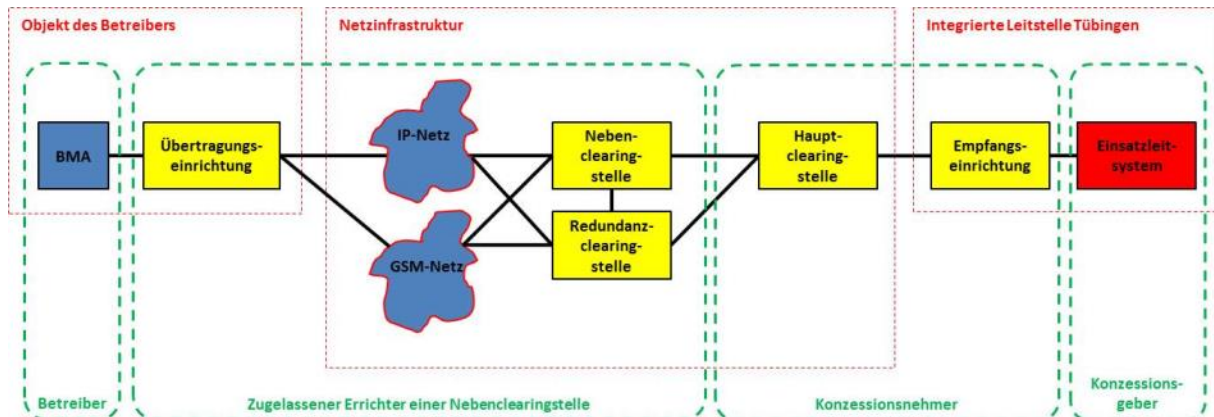 Objekt des Betreibers
Netzinfrastruktur
Integrierte Leitstelle Tübingen
BMA
Übertragungs-
einrichtung
IP-Netz
GSM-Netz
Neben-
clearing-
stelle
Redundanz-
clearing-
stelle
Haupt-
clearing-
stelle
Empfangs-
einrichtung
Einsatzleit-
system
Betreiber
Zugelassener Errichter einer Nebenclearingstelle
Konzessionsnehmer
Konzessions-
geber